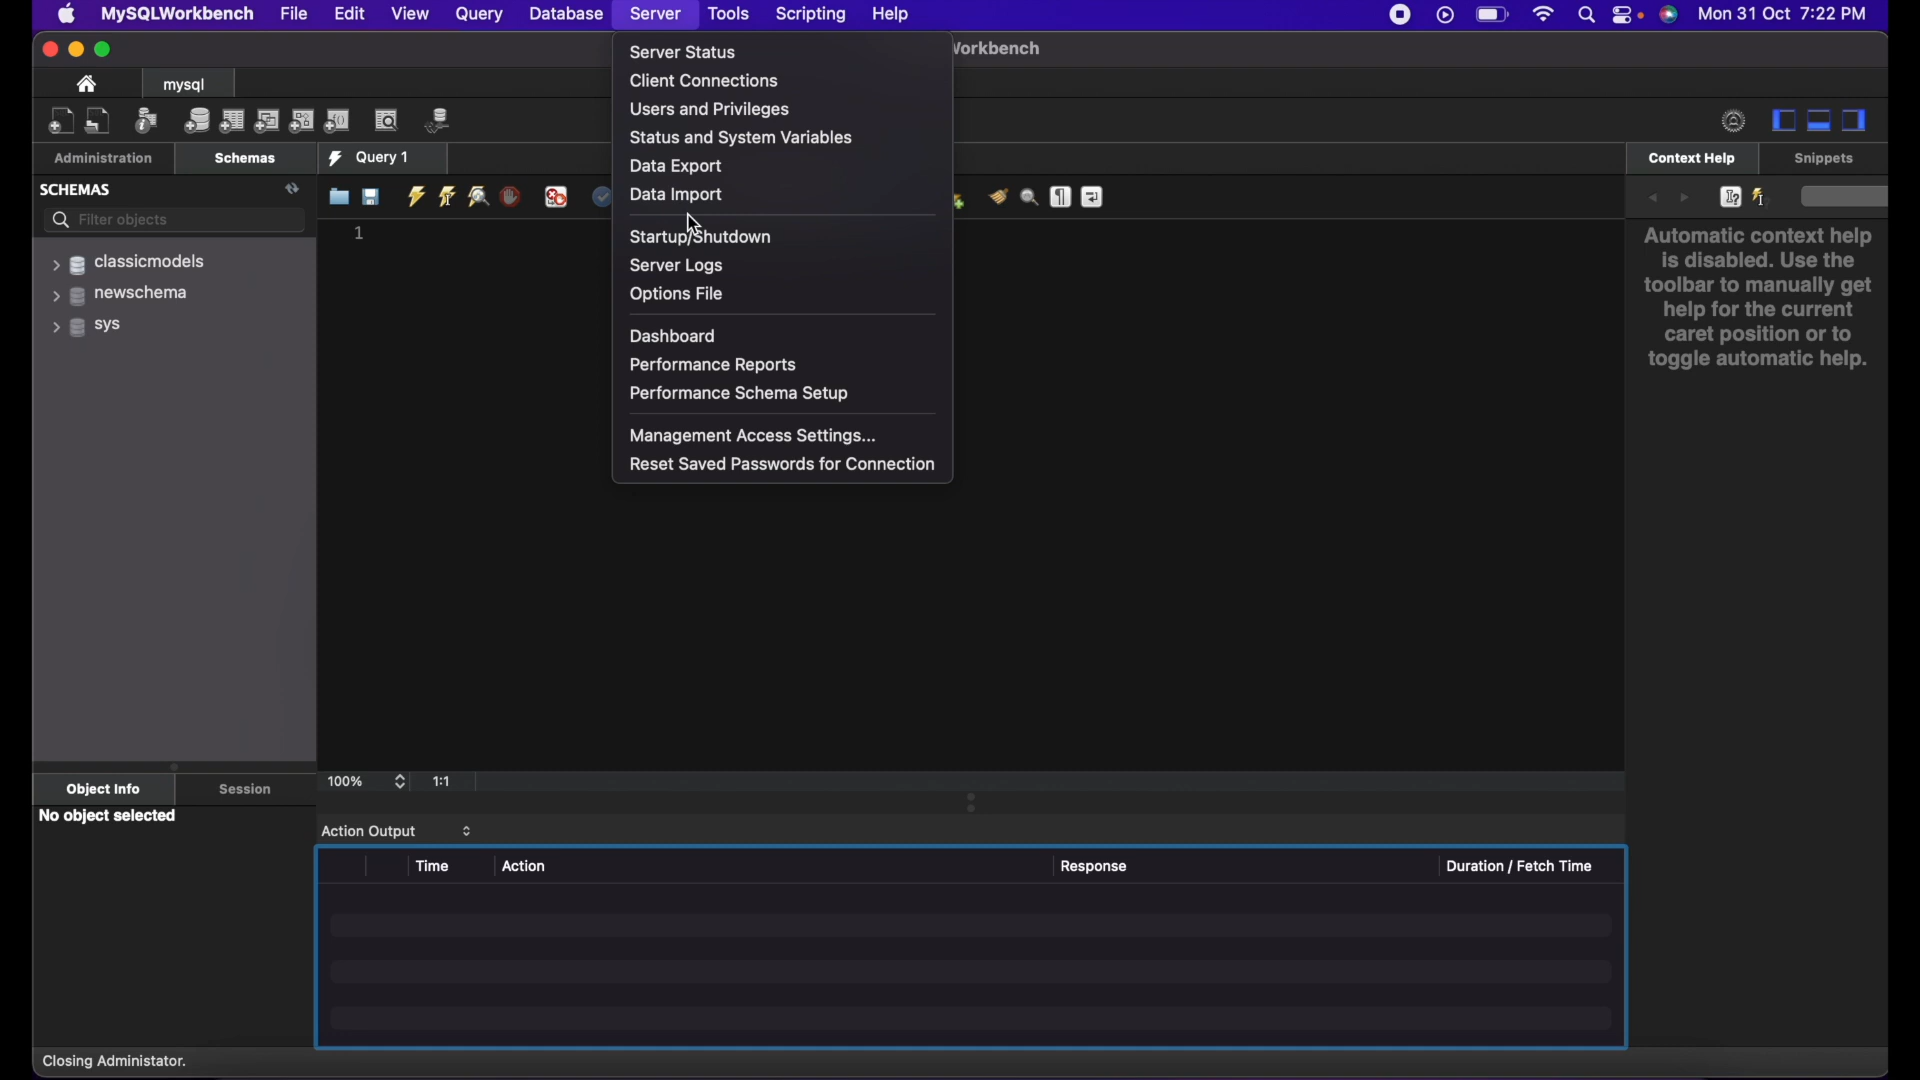 MySQLWorkbench File Edit View Query Database Server Tools Scripting Help Mon 31 Oct 7:22 PM
mysql
Administration Schemas Query 1
SCHEMAS
Filter objects
classicmodels
newschema
sys
1
Server Status
Client Connections
Users and Privileges
Status and System Variables
Data Export
Data Import
Startup/Shutdown
Server Logs
Options File
Dashboard
Performance Reports
Performance Schema Setup
Management Access Settings...
Reset Saved Passwords for Connection
Context Help Snippets
Automatic context help
is disabled. Use the
toolbar to manually get
help for the current
caret position or to
toggle automatic help.
100% 1:1
Object Info Session
No object selected
Action Output
Time Action Response Duration / Fetch Time
Closing Administator.